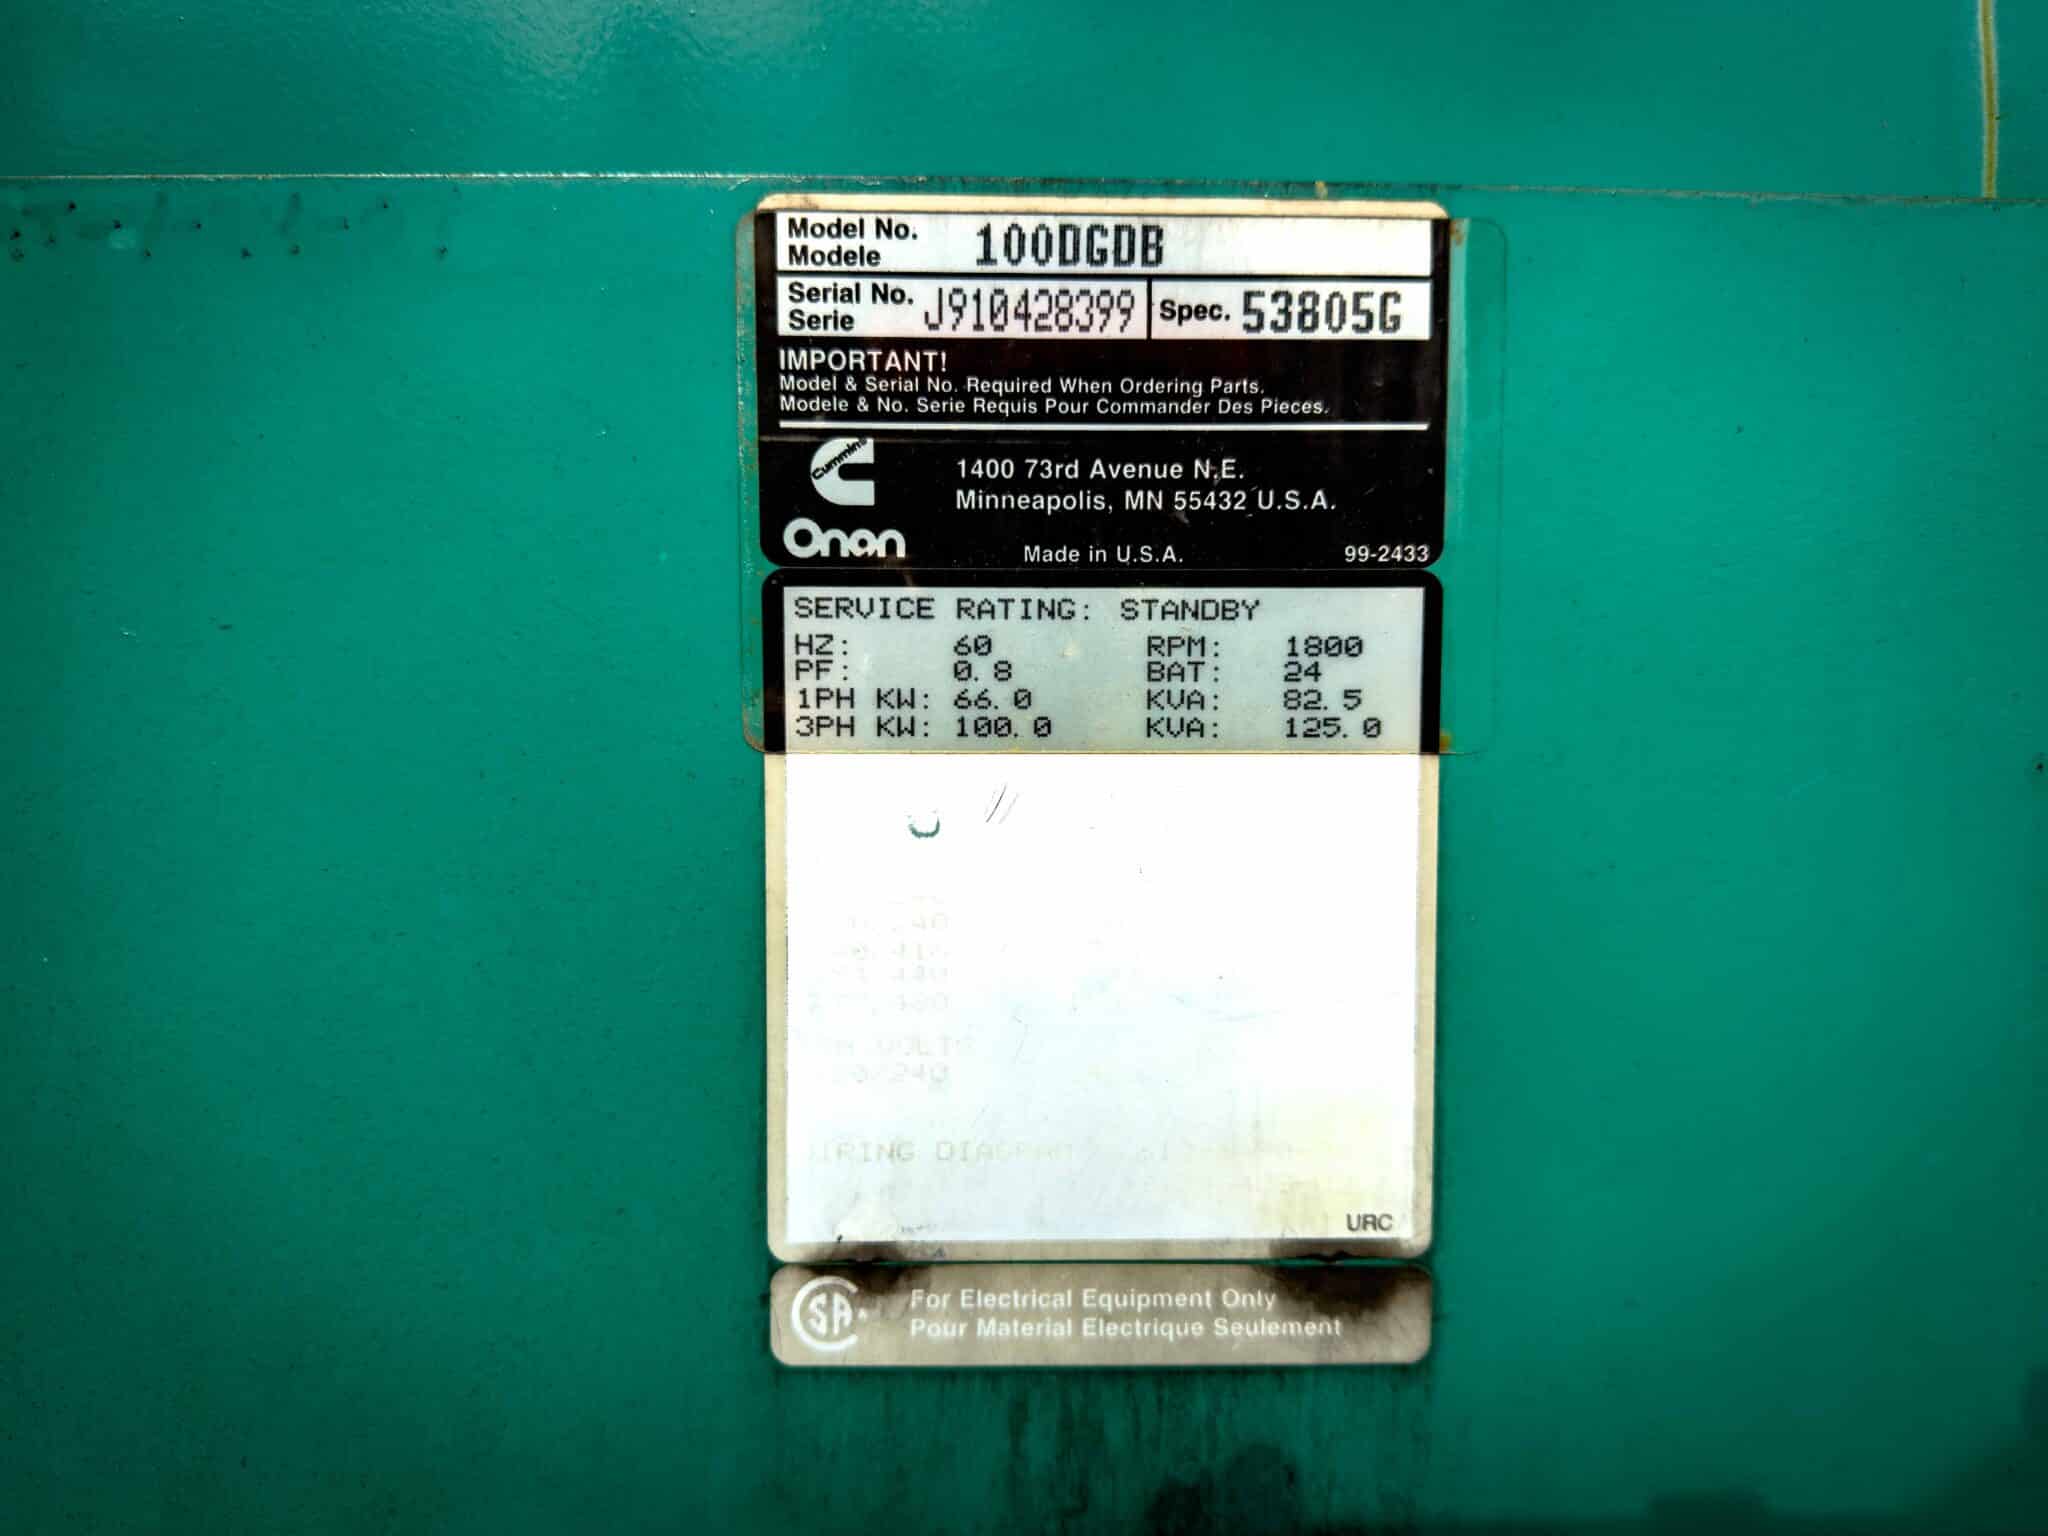 Model No. 100DGDB
Modele
Serial No. J910428399 Spec. 53805G
Serie
IMPORTANT!
Model & Serial No. Required When Ordering Parts.
Modele & No. Serie Requis Pour Commander Des Pieces.
Cummins
1400 73rd Avenue N.E.
Minneapolis, MN 55432 U.S.A.
Onan
Made in U.S.A. 99-2433
SERVICE RATING: STANDBY
HZ: 60 RPM: 1800
PF: 0.8 BAT: 24
1PH KW: 66.0 KVA: 82.5
3PH KW: 100.0 KVA: 125.0
WIRING DIAGRAM
URC
CSA
For Electrical Equipment Only
Pour Material Electrique Seulement